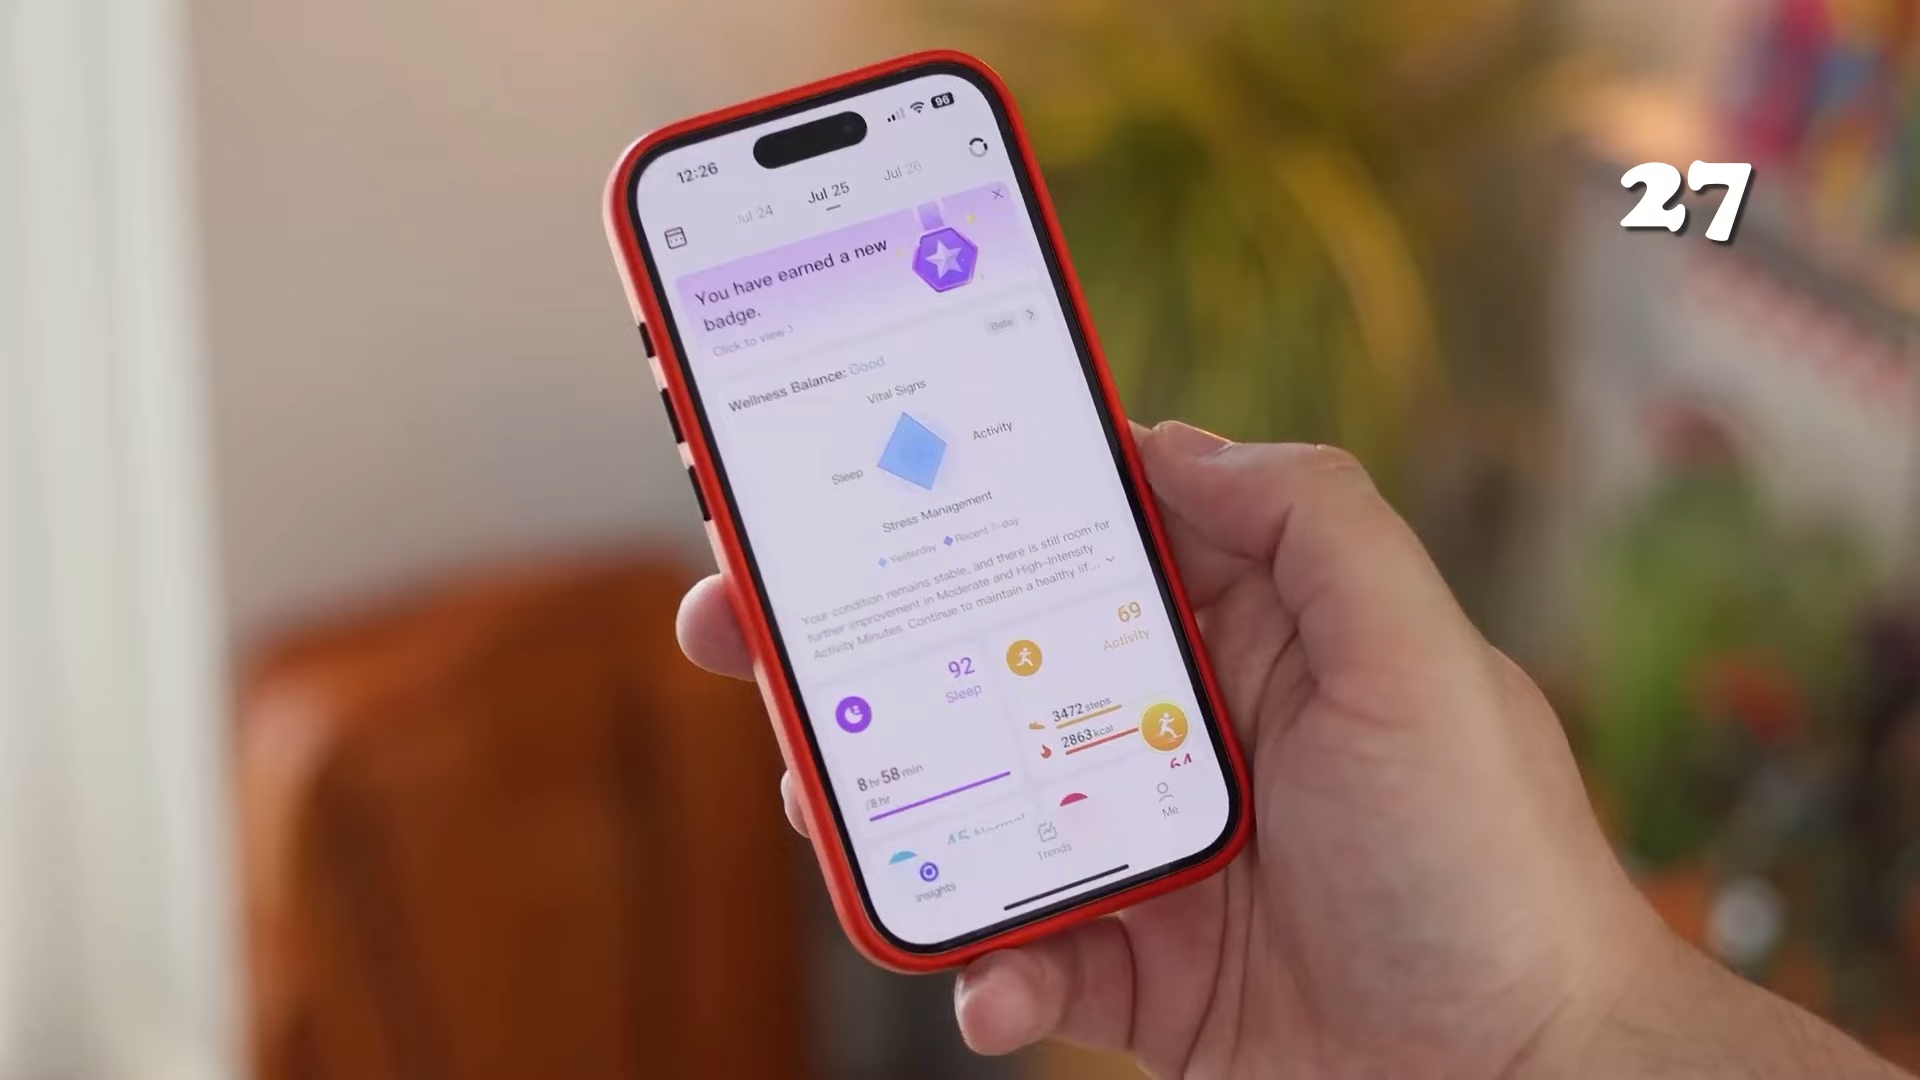 27
12:26
96
Jul 24
Jul 25
Jul 26
You have earned a new
badge.
Click to view
Beta
Wellness Balance: Good
Vital Signs
Activity
Sleep
Stress Management
Yesterday
Recent 7-day
Your condition remains stable, and there is still room for
further improvement in Moderate and High-Intensity
Activity Minutes. Continue to maintain a healthy lif...
92
Sleep
8 hr 58 min
/8 hr
69
Activity
3472 steps
2863 kcal
45 Normal
Insights
Trends
Me